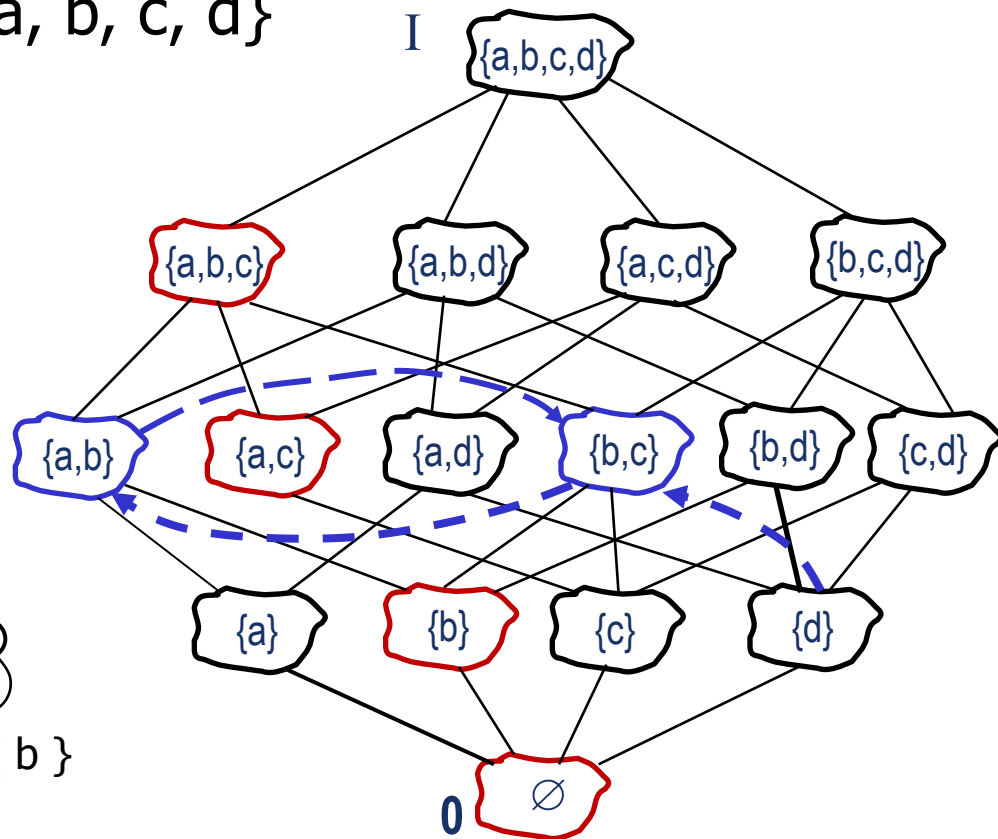 a, b, c, d}
I
{a,b,c,d}
{a,b,c} {a,b,d} {a,c,d} {b,c,d}
{a,b} {a,c} {a,d} {b,c} {b,d} {c,d}
{a} {b} {c} {d}
b }
∅
0